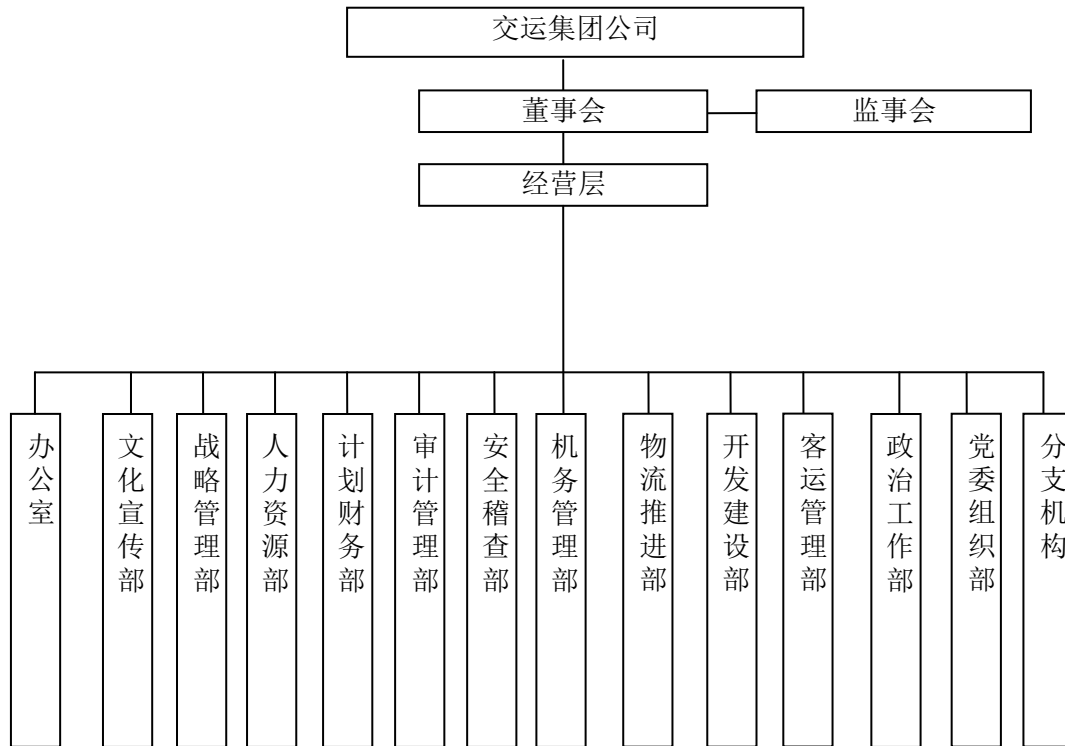 交运集团公司
董事会
监事会
经营层
办公室
文化宣传部
战略管理部
人力资源部
计划财务部
审计管理部
安全稽查部
机务管理部
物流推进部
开发建设部
客运管理部
政治工作部
党委组织部
分支机构